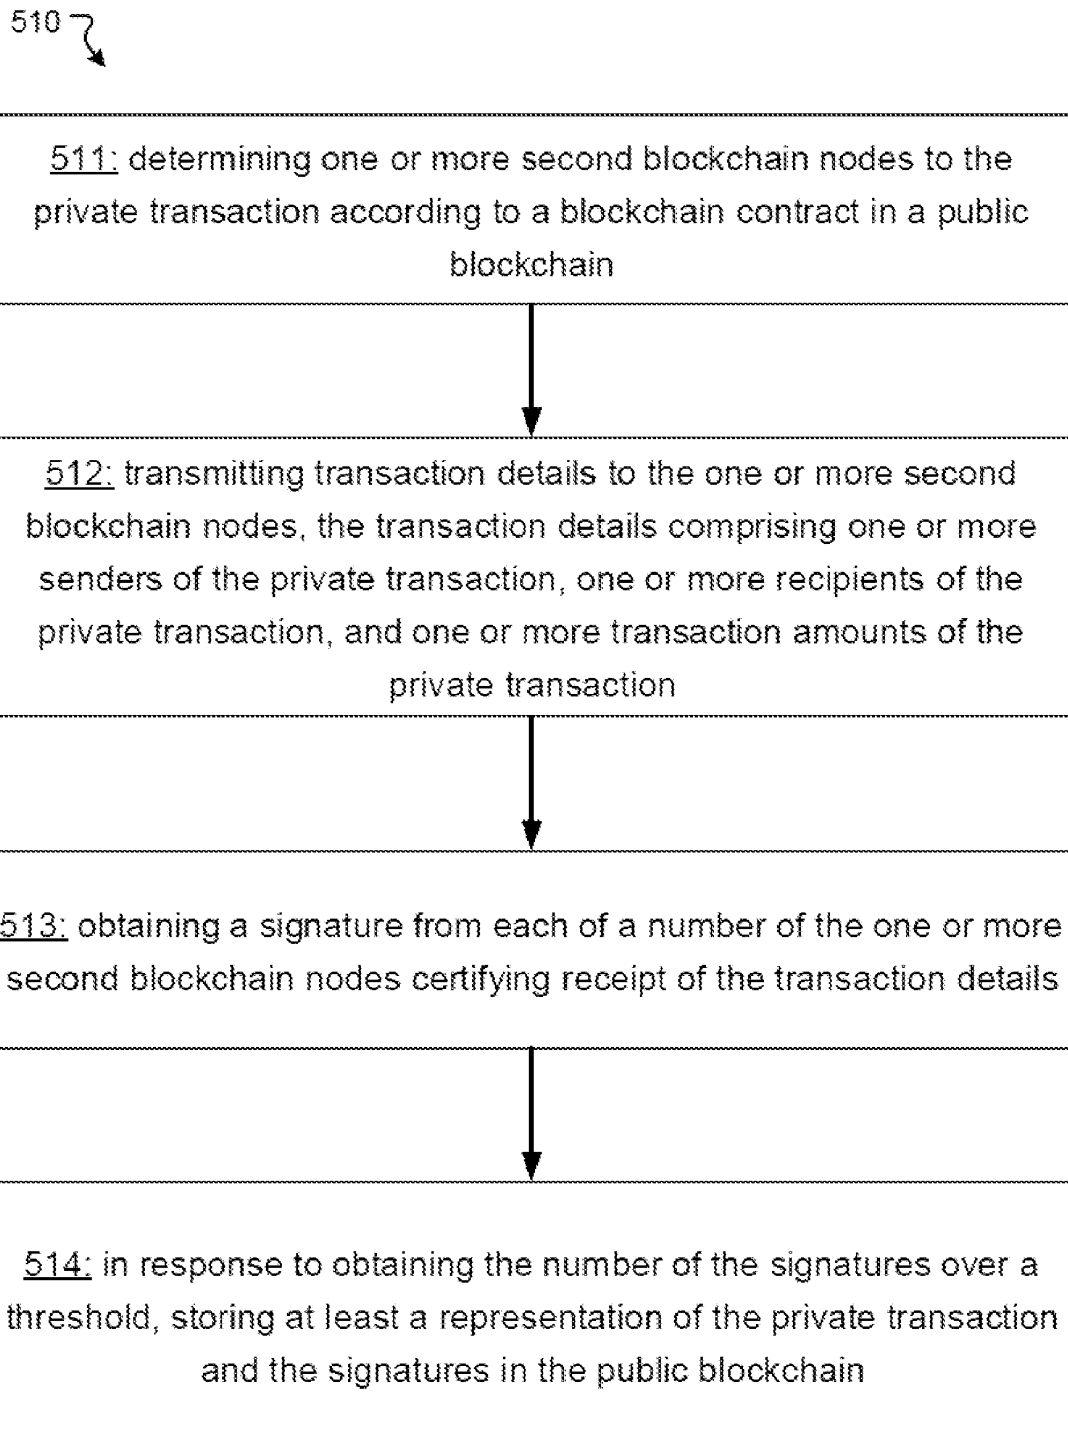 510
511: determining one or more second blockchain nodes to the
private transaction according to a blockchain contract in a public
blockchain
512: transmitting transaction details to the one or more second
blockchain nodes, the transaction details comprising one or more
senders of the private transaction, one or more recipients of the
private transaction, and one or more transaction amounts of the
private transaction
513: obtaining a signature from each of a number of the one or more
second blockchain nodes certifying receipt of the transaction details
514: in response to obtaining the number of the signatures over a
threshold, storing at least a representation of the private transaction
and the signatures in the public blockchain